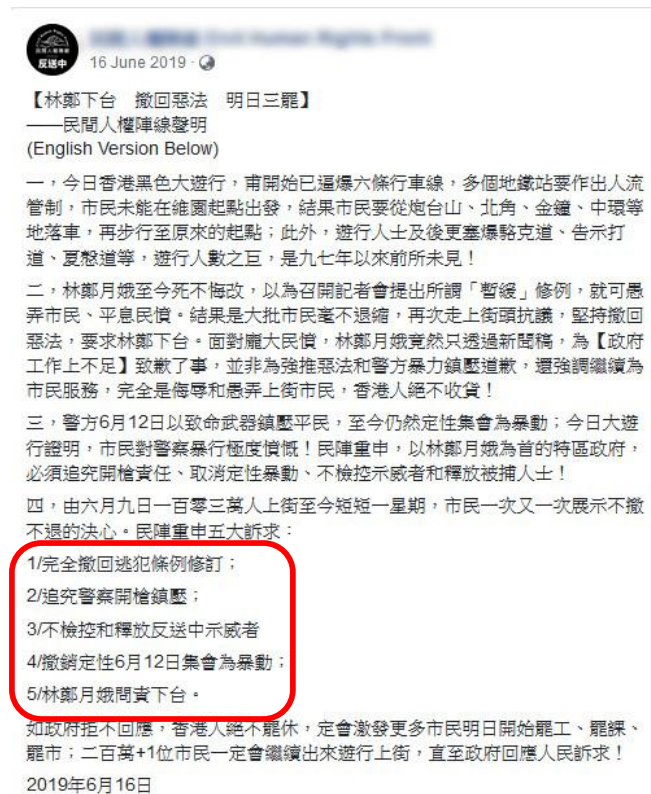 反送中
16 June 2019 ·
【林鄭下台　撤回惡法　明日三罷】
——民間人權陣線聲明
(English Version Below)
一，今日香港黑色大遊行，甫開始已逼爆六條行車線，多個地鐵站要作出人流
管制，市民未能在維園起點出發，結果市民要從炮台山、北角、金鐘、中環等
地落車，再步行至原來的起點；此外，遊行人士及後更塞爆駱克道、告示打
道、夏慤道等，遊行人數之巨，是九七年以來前所未見！
二，林鄭月娥至今死不悔改，以為召開記者會提出所謂「暫緩」修例，就可愚
弄市民、平息民憤。結果是大批市民毫不退縮，再次走上街頭抗議，堅持撤回
惡法，要求林鄭下台。面對龐大民憤，林鄭月娥竟然只透過新聞稿，為【政府
工作上不足】致歉了事，並非為強推惡法和警方暴力鎮壓道歉，還強調繼續為
市民服務，完全是侮辱和愚弄上街市民，香港人絕不收貨！
三，警方6月12日以致命武器鎮壓平民，至今仍然定性集會為暴動；今日大遊
行證明，市民對警察暴行極度憤慨！民陣重申，以林鄭月娥為首的特區政府，
必須追究開槍責任、取消定性暴動、不檢控示威者和釋放被捕人士！
四，由六月九日一百零三萬人上街至今短短一星期，市民一次又一次展示不撤
不退的決心。民陣重申五大訴求：
1/完全撤回逃犯條例修訂；
2/追究警察開槍鎮壓；
3/不檢控和釋放反送中示威者
4/撤銷定性6月12日集會為暴動；
5/林鄭月娥問責下台。
如政府拒不回應，香港人絕不罷休，定會激發更多市民明日開始罷工、罷課、
罷市；二百萬+1位市民一定會繼續出來遊行上街，直至政府回應人民訴求！
2019年6月16日